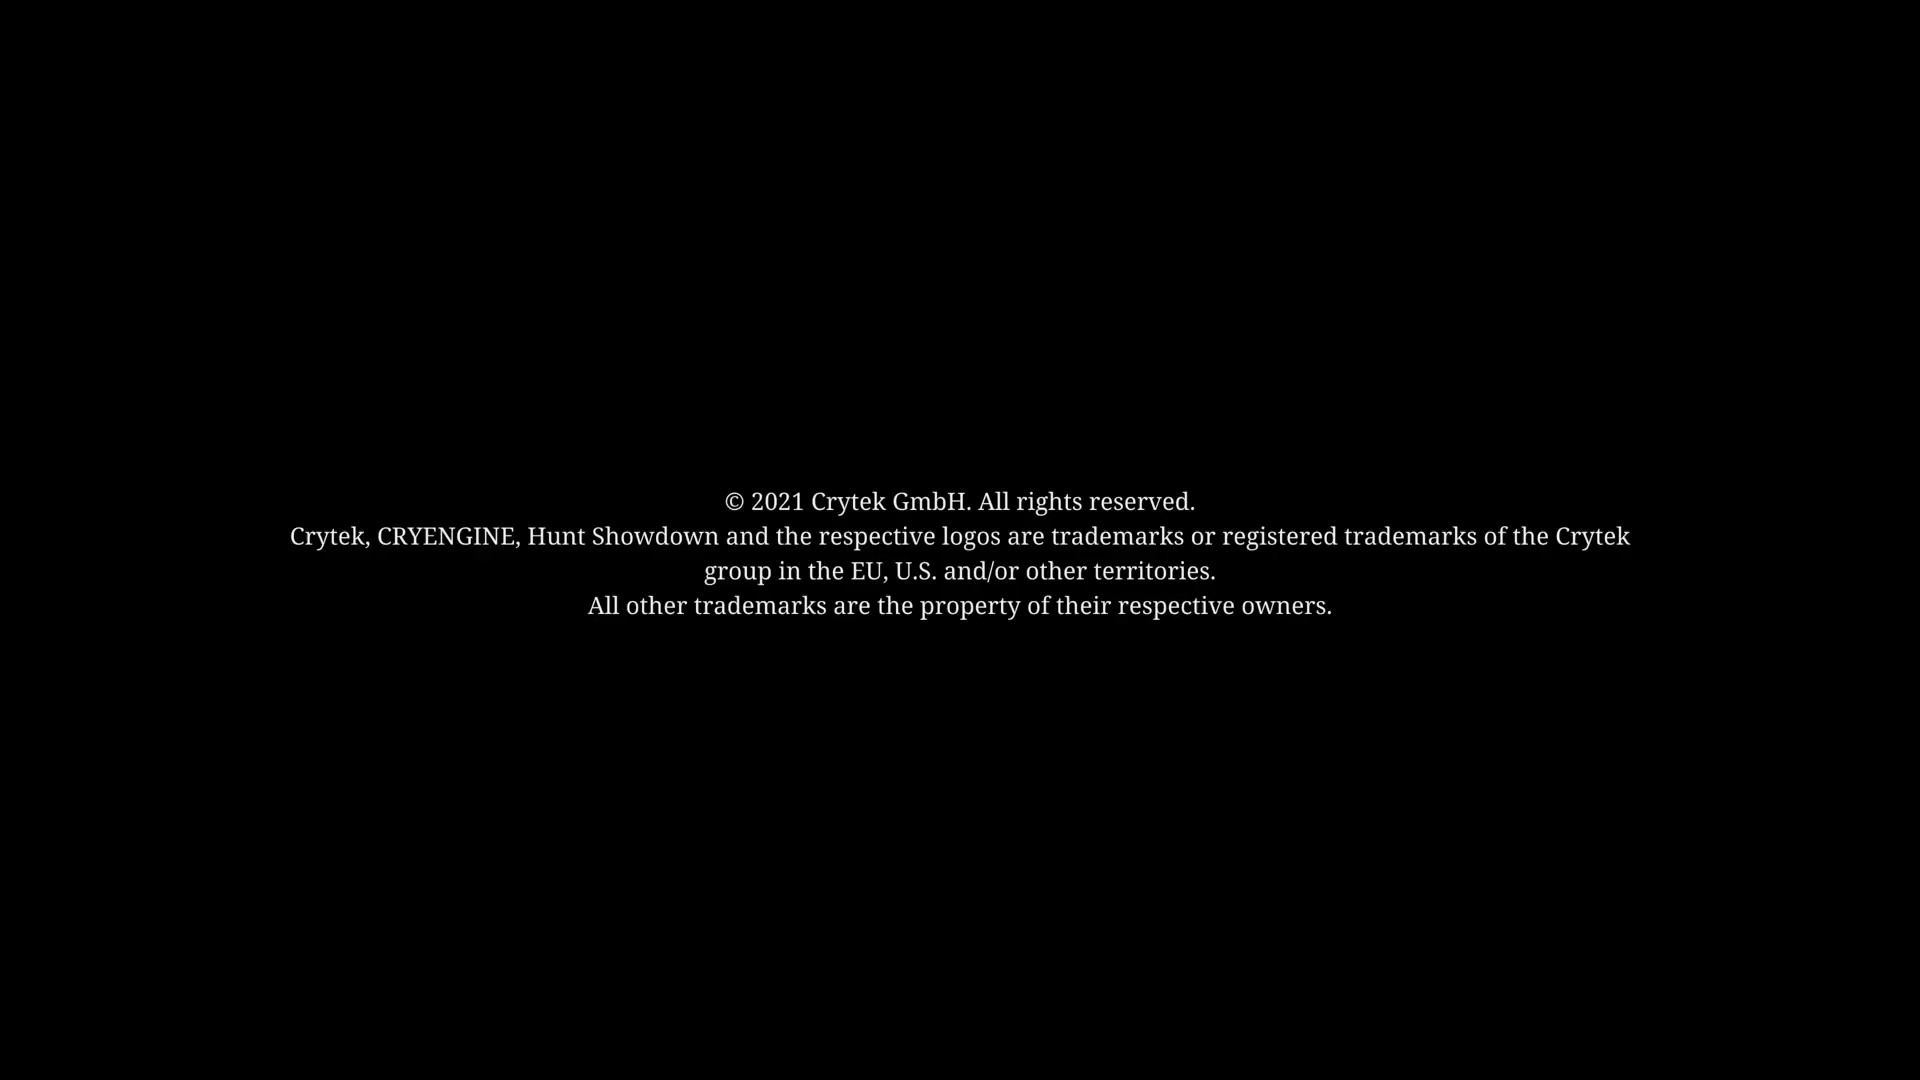 © 2021 Crytek GmbH. All rights reserved.
Crytek, CRYENGINE, Hunt Showdown and the respective logos are trademarks or registered trademarks of the Crytek
group in the EU, U.S. and/or other territories.
All other trademarks are the property of their respective owners.